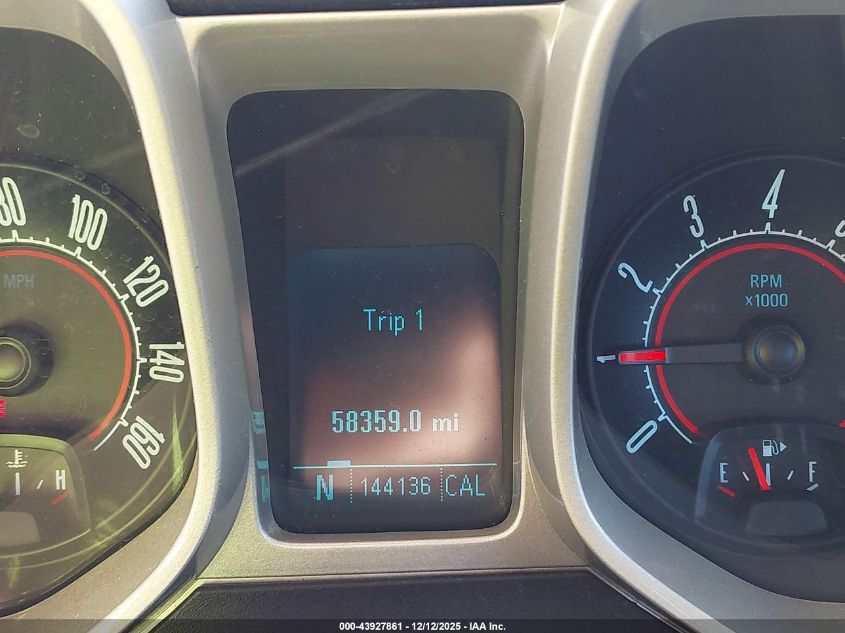 80 100 120 140 160
MPH
H
Trip 1
58359.0 mi
N 144136 CAL
0 1 2 3 4
RPM
x1000
E F
000-43927861 - 12/12/2025 - IAA Inc.